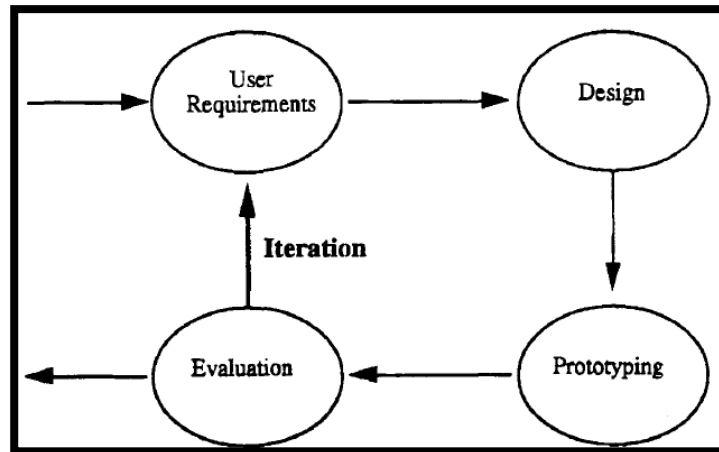 User
Requirements
Design
Iteration
Evaluation
Prototyping